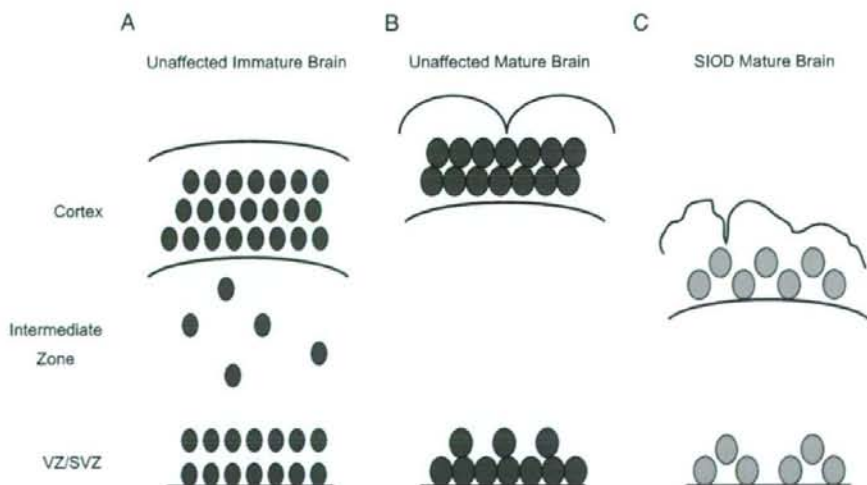 A
B
C
Unaffected Immature Brain
Unaffected Mature Brain
SIOD Mature Brain
Cortex
Intermediate
Zone
VZ/SVZ